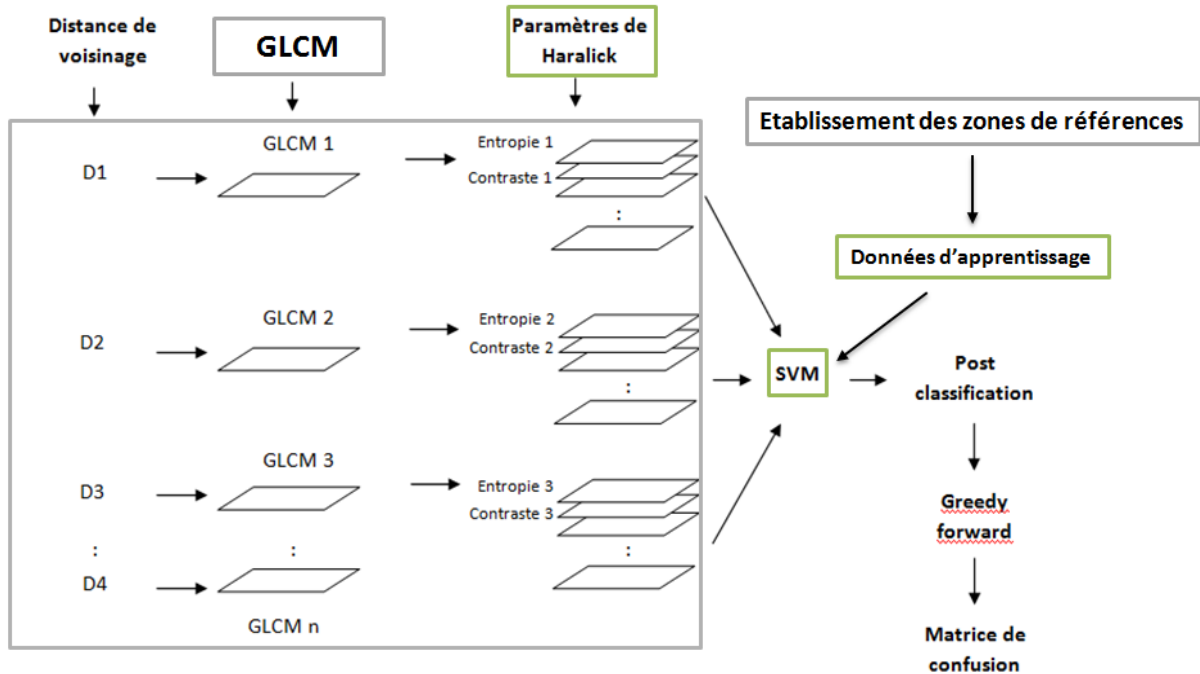 Distance de
voisinage
GLCM
Paramètres de
Haralick
Etablissement des zones de références
Données d'apprentissage
D1
GLCM 1
Entropie 1
Contraste 1
:
D2
GLCM 2
Entropie 2
Contraste 2
:
D3
GLCM 3
Entropie 3
Contraste 3
:
:
:
D4
GLCM n
SVM
Post
classification
Greedy
forward
Matrice de
confusion